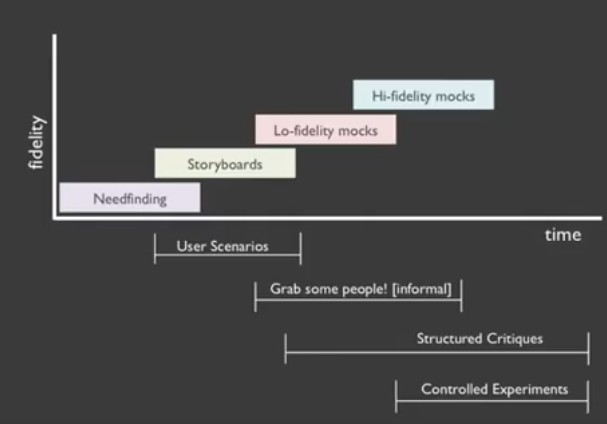 Hi-fidelity mocks
Lo-fidelity mocks
fidelity
Storyboards
Needfinding
time
User Scenarios
Grab some people! [informal]
Structured Critiques
Controlled Experiments